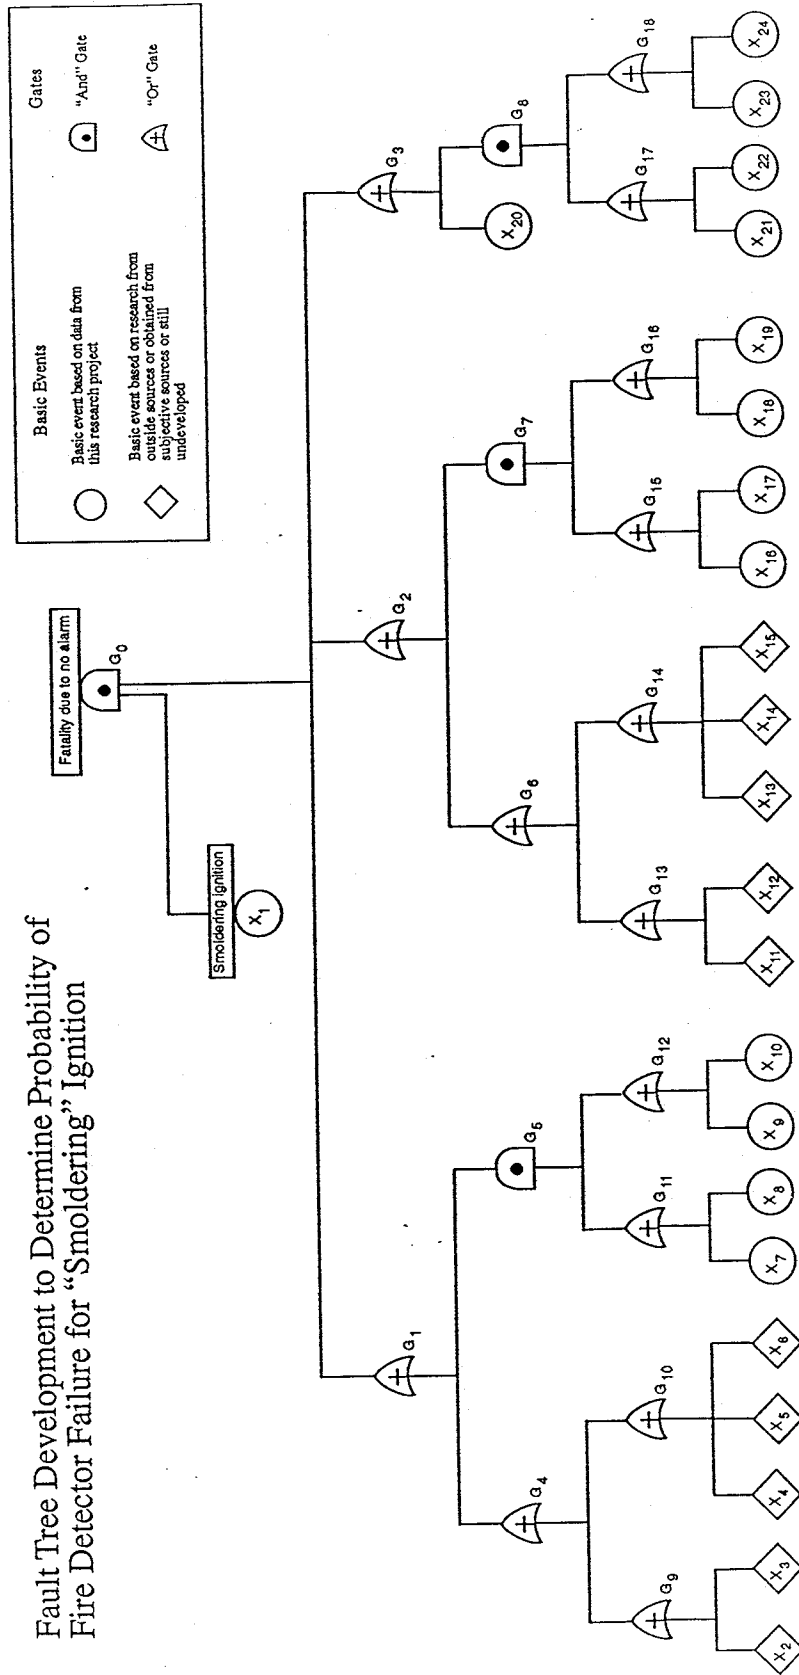 Fault Tree Development to Determine Probability of
Fire Detector Failure for “Smoldering” Ignition
Basic Events
Gates
Basic event based on data from
this research project
"And" Gate
Basic event based on research from
outside sources or obtained from
subjective sources or still
undeveloped
"Or" Gate
Fatality due to no alarm
G0
Smoldering Ignition
X1
G1
G2
G3
G4
G5
G6
G7
G8
X20
G9
G10
G11
G12
G13
G14
G15
G16
G17
G18
X2
X3
X4
X5
X6
X7
X8
X9
X10
X11
X12
X13
X14
X15
X16
X17
X18
X19
X21
X22
X23
X24